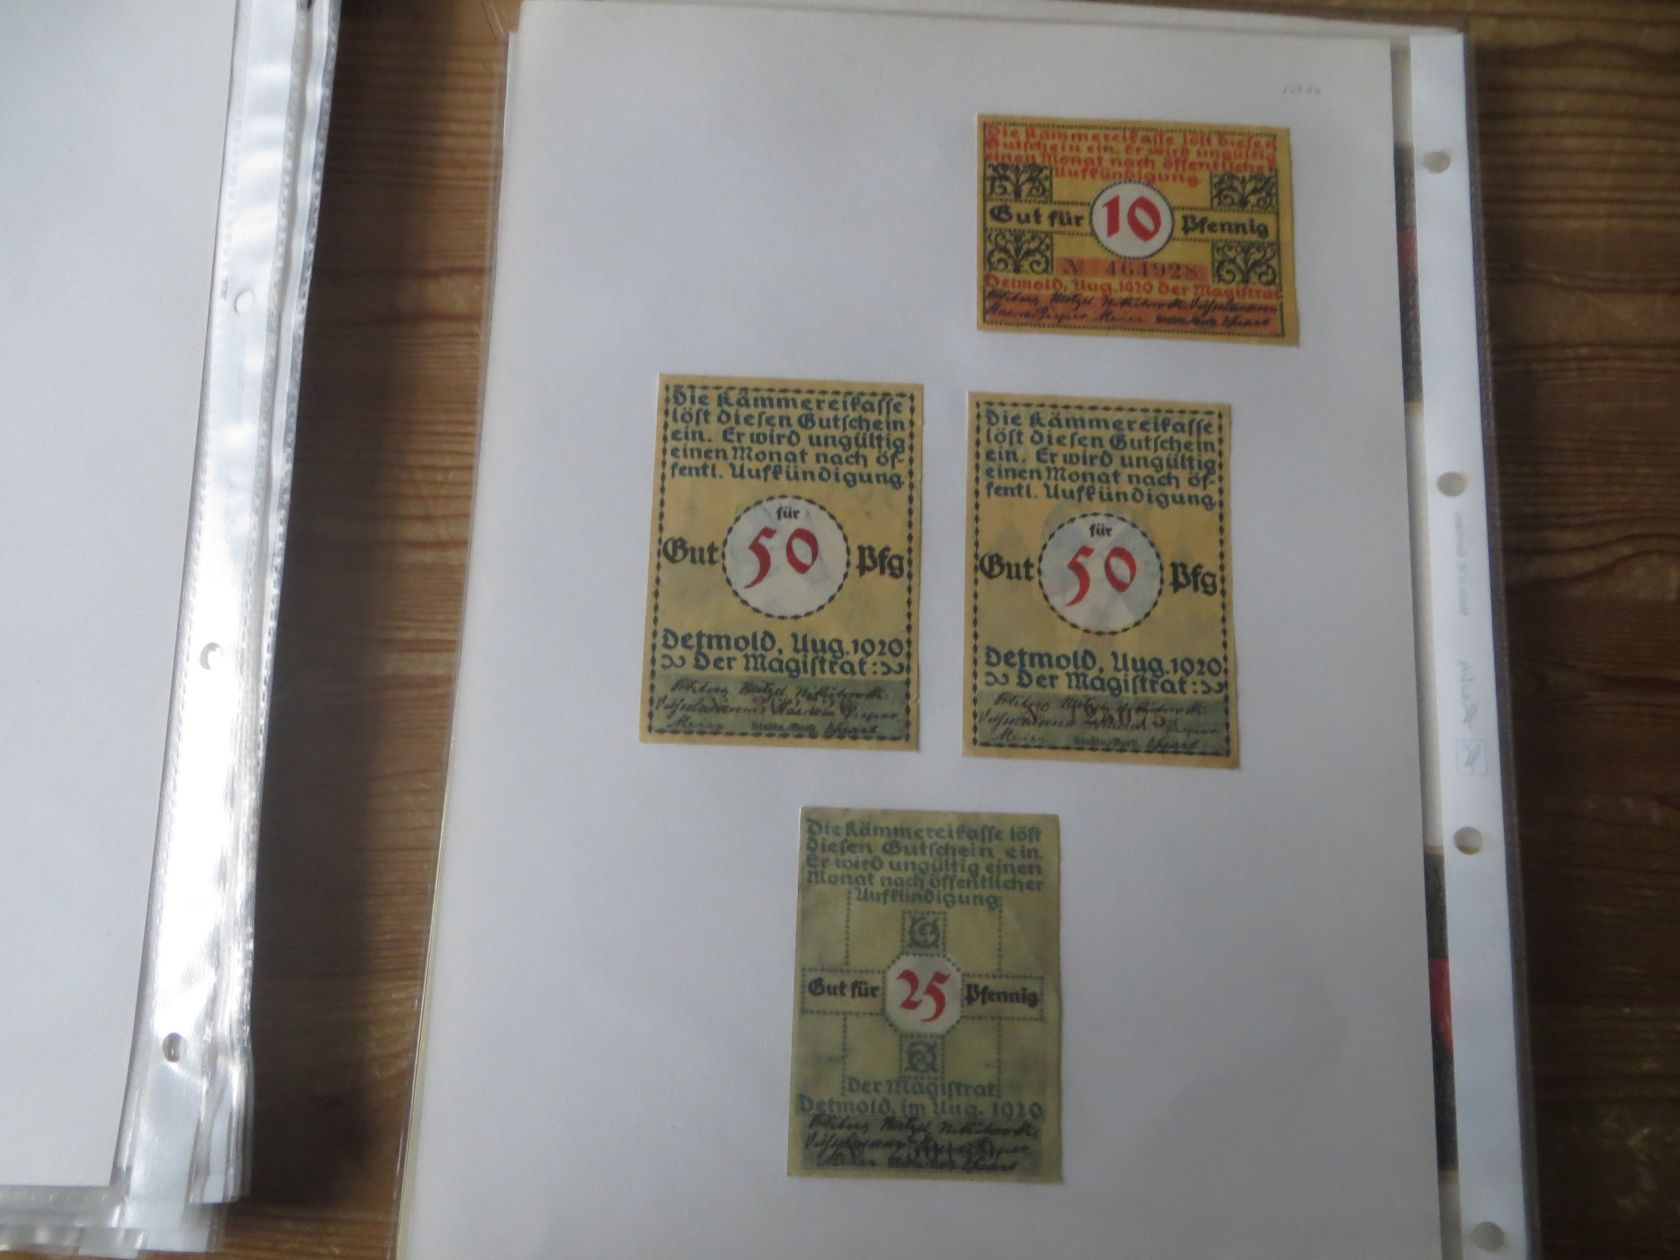 Die Kämmereikasse löst diesen
Gutschein ein. Er wird ungültig
einen Monat nach öffentlicher
Aufkündigung.
Gut für 10 Pfennig
№ 464928
Detmold, Aug. 1920 Der Magistrat
Die Kämmereikasse
löst diesen Gutschein
ein. Er wird ungültig
einen Monat nach öf-
fentl. Aufkündigung
für
Gut 50 Pfg
Detmold, Aug. 1920
Der Magistrat:
Die Kämmereikasse
löst diesen Gutschein
ein. Er wird ungültig
einen Monat nach öf-
fentl. Aufkündigung
für
Gut 50 Pfg
Detmold, Aug. 1920
Der Magistrat:
Die Kämmereikasse löst
diesen Gutschein ein.
Er wird ungültig einen
Monat nach öffentlicher
Aufkündigung.
Gut für 25 Pfennig
Der Magistrat
Detmold, im Aug. 1920